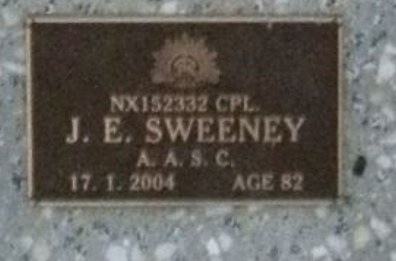 NX152332 CPL.
J. E. SWEENEY
A. A. S. C.
17. 1. 2004 AGE 82